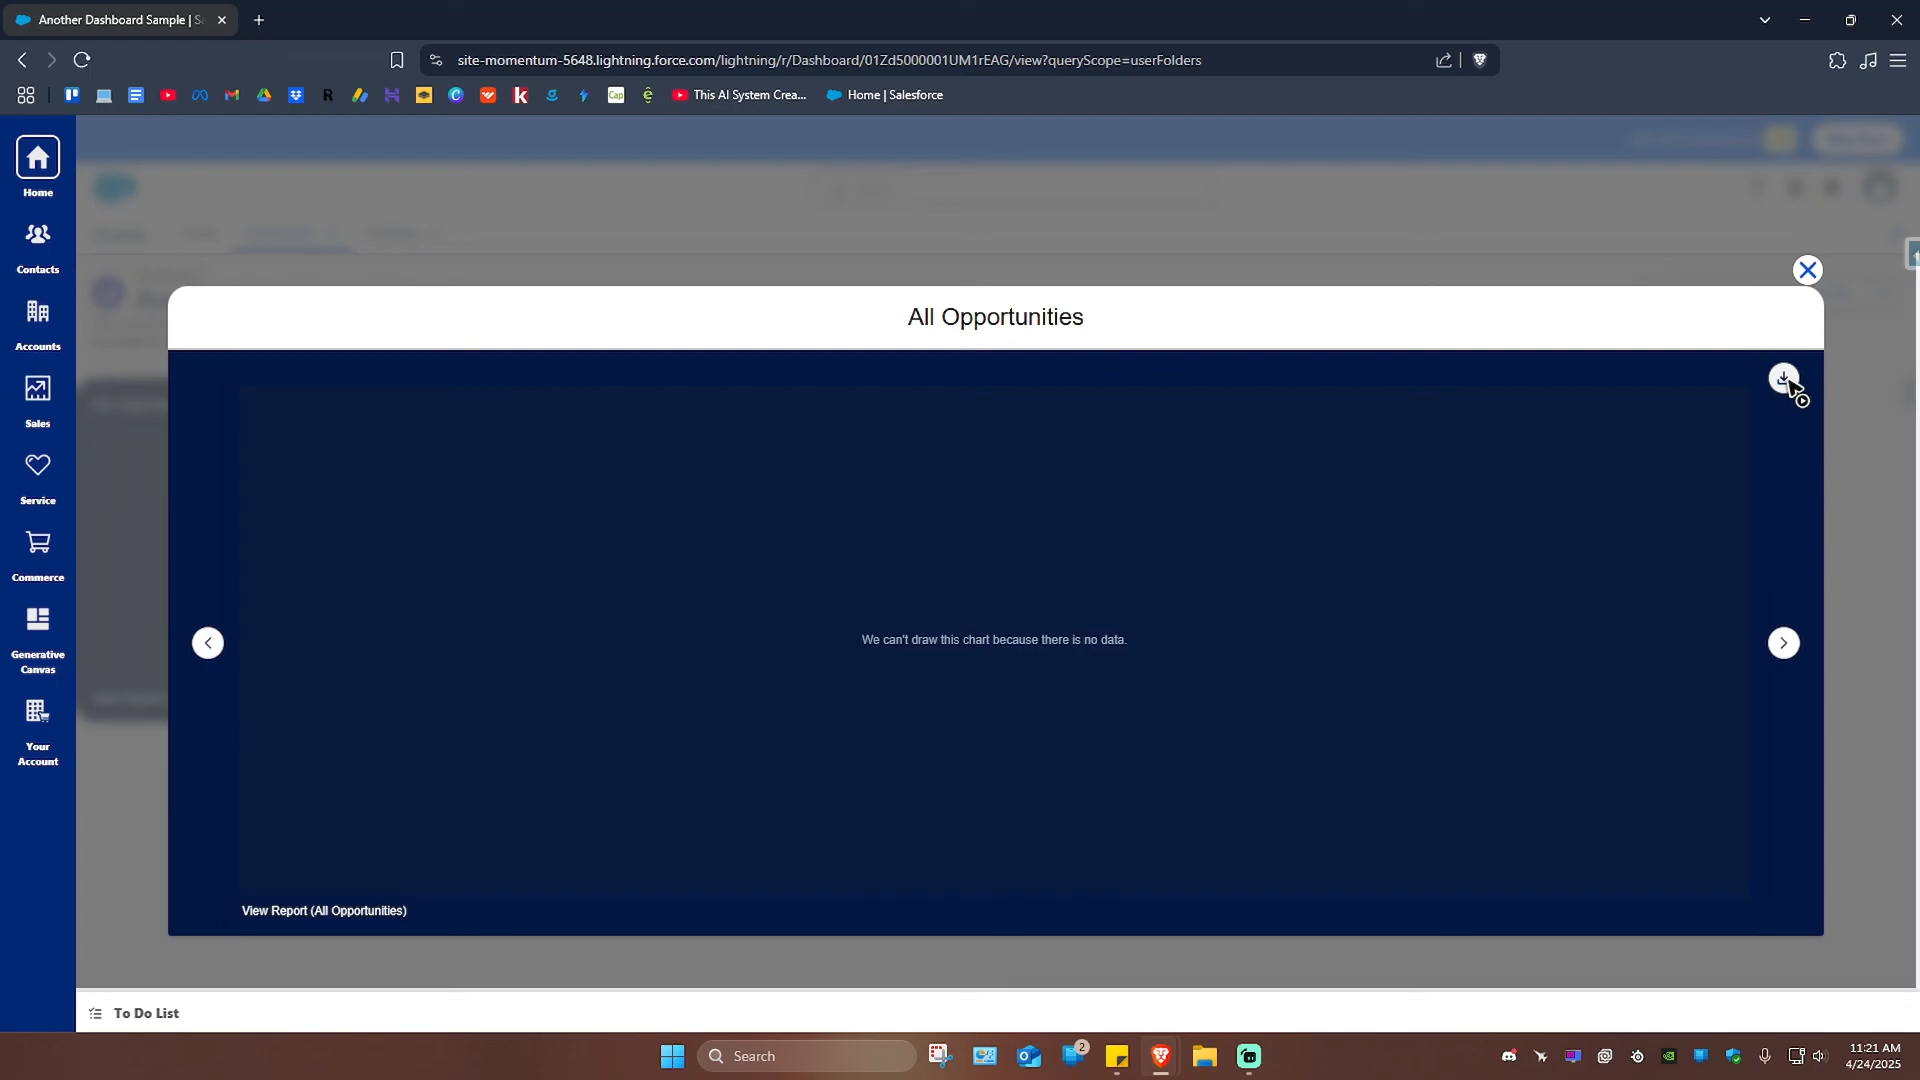 Another Dashboard Sample | S
site-momentum-5648.lightning.force.com/lightning/r/Dashboard/01Zd5000001UM1rEAG/view?queryScope=userFolders
This AI System Crea...
Home | Salesforce
Home
Contacts
Accounts
Sales
Service
Commerce
Generative
Canvas
Your
Account
All Opportunities
We can't draw this chart because there is no data.
View Report (All Opportunities)
To Do List
Search
2
11:21 AM
4/24/2025